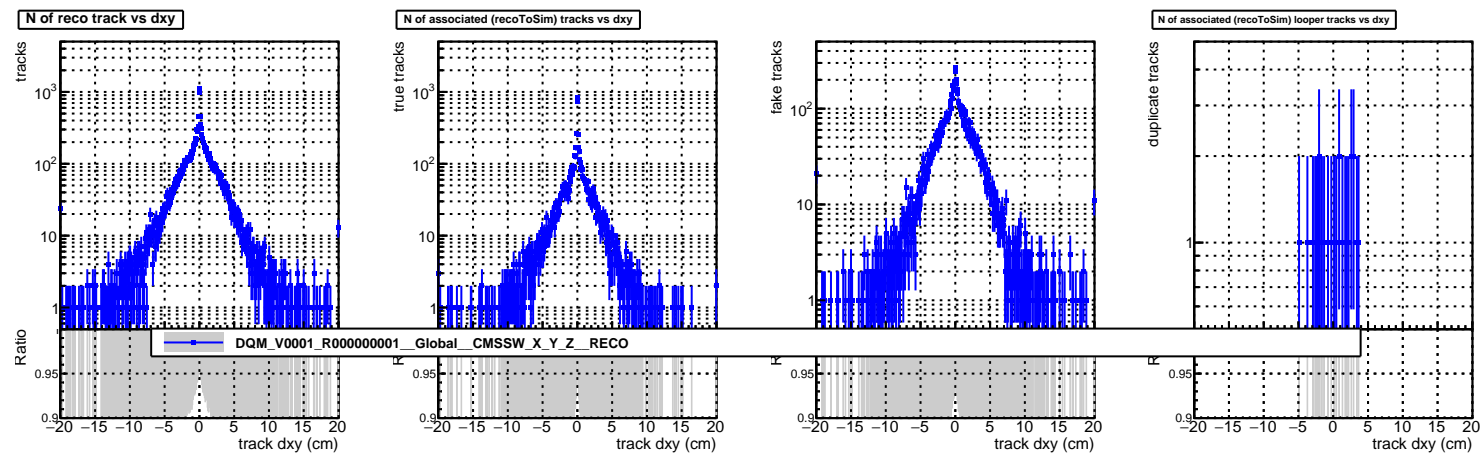 N of reco track vs dxy
tracks
10³
10²
10
1
Ratio
0.95
0.9
−20 −15 −10 −5 0 5 10 15 20
track dxy (cm)
N of associated (recoToSim) tracks vs dxy
true tracks
10³
10²
10
1
0.95
0.9
−20 −15 −10 −5 0 5 10 15 20
track dxy (cm)
fake tracks
10²
10
1
0.95
0.9
−20 −15 −10 −5 0 5 10 15 20
track dxy (cm)
N of associated (recoToSim) looper tracks vs dxy
duplicate tracks
1
0.95
0.9
−20 −15 −10 −5 0 5 10 15 20
track dxy (cm)
DQM_V0001_R000000001__Global__CMSSW_X_Y_Z__RECO